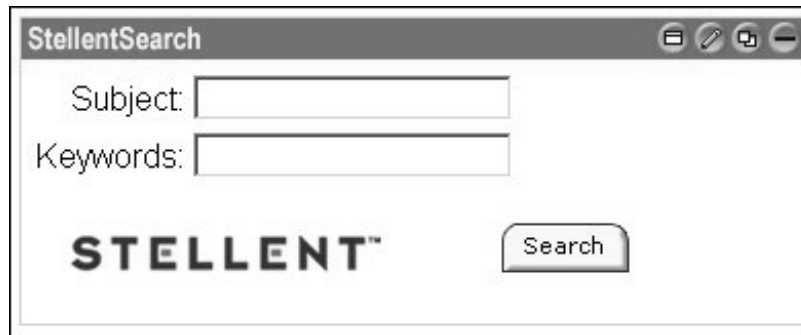 StellentSearch
Subject:
Keywords:
STELLENT™
Search